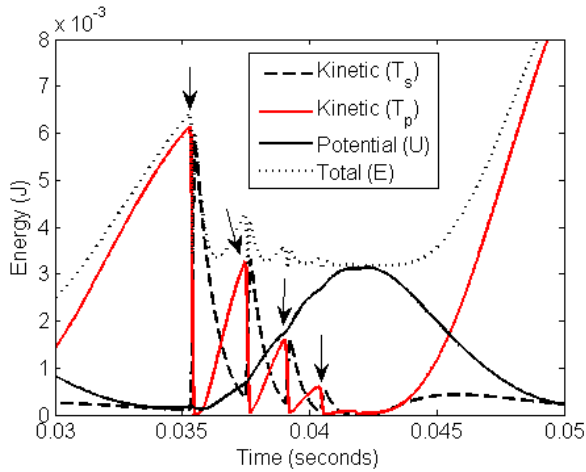 x 10⁻³
8
7
6
5
4
3
2
1
0
Energy (J)
Kinetic (Tₛ)
Kinetic (Tₚ)
Potential (U)
Total (E)
0.03 0.035 0.04 0.045 0.05
Time (seconds)